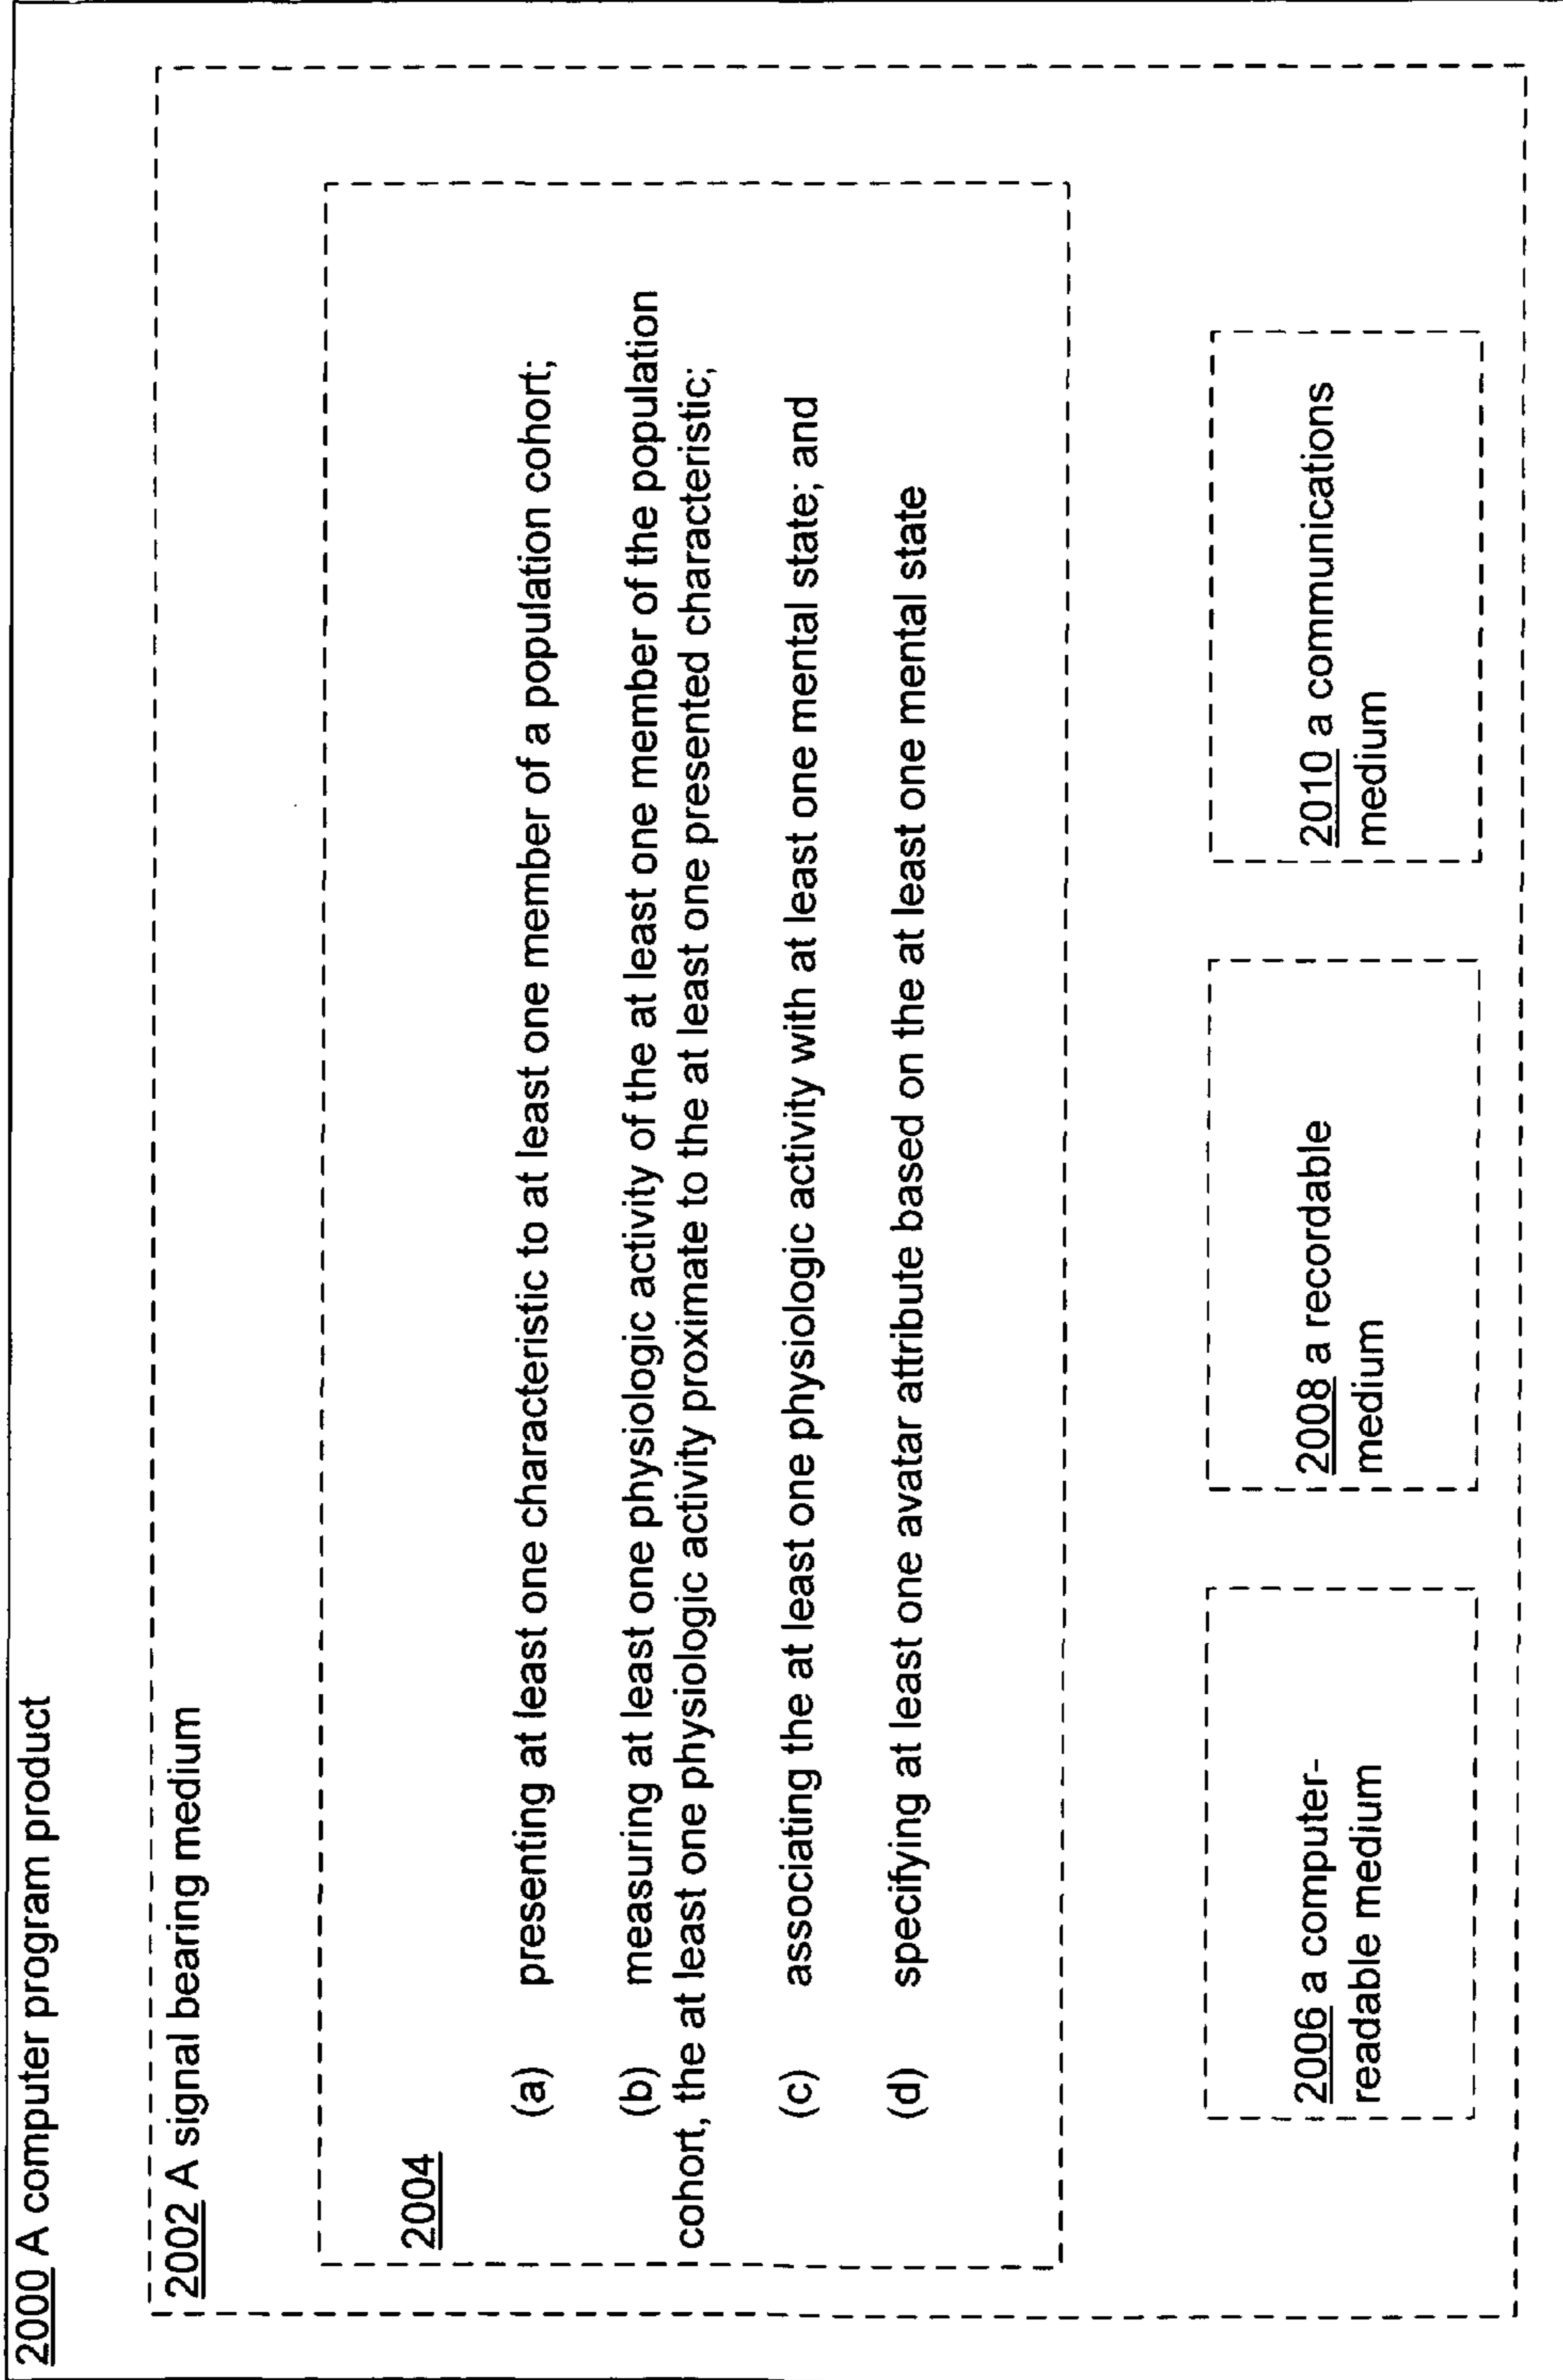 2000 A computer program product
2002 A signal bearing medium
2004
(a) presenting at least one characteristic to at least one member of a population cohort;
(b) measuring at least one physiologic activity of the at least one member of the population
cohort, the at least one physiologic activity proximate to the at least one presented characteristic;
(c) associating the at least one physiologic activity with at least one mental state; and
(d) specifying at least one avatar attribute based on the at least one mental state
2006 a computer-
readable medium
2008 a recordable
medium
2010 a communications
medium